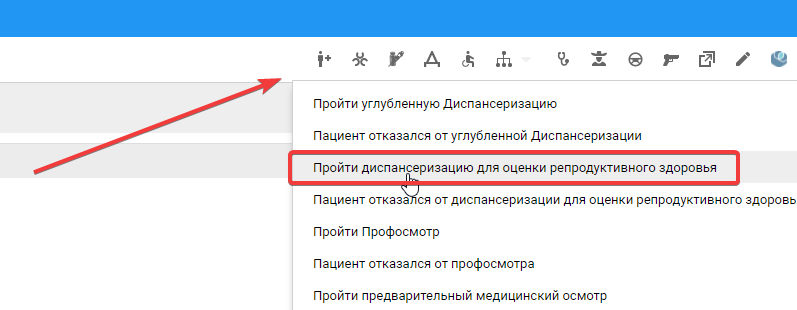 Пройти углубленную Диспансеризацию
Пациент отказался от углубленной Диспансеризации
Пройти диспансеризацию для оценки репродуктивного здоровья
Пациент отказался от диспансеризации для оценки репродуктивного здоровь
Пройти Профосмотр
Пациент отказался от профосмотра
Пройти предварительный медицинский осмотр